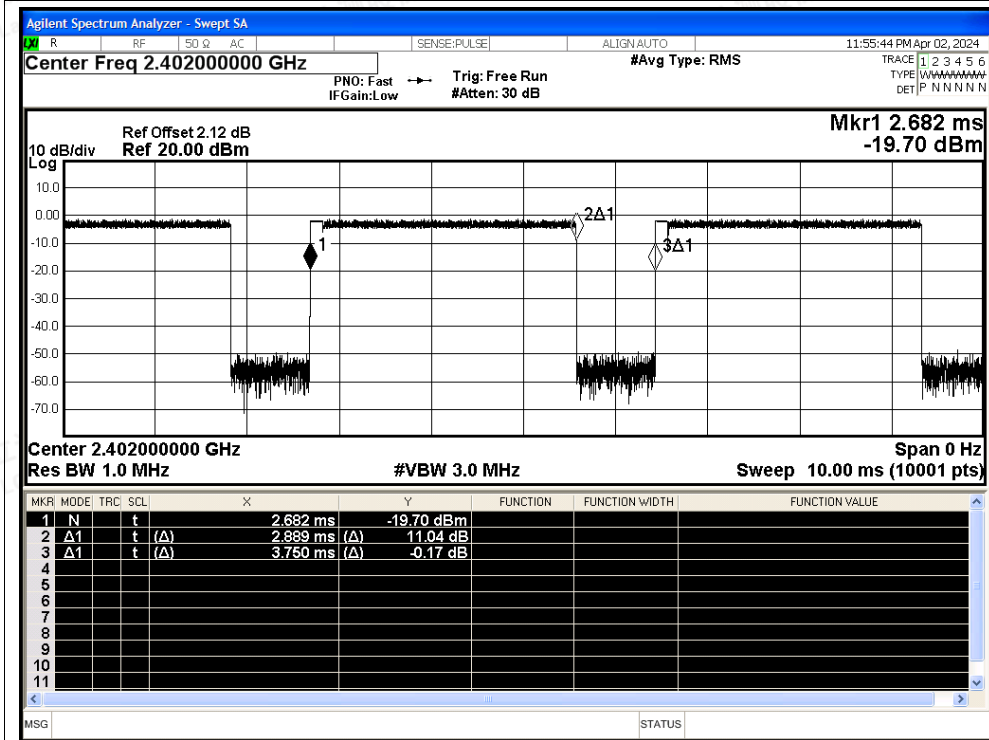 Agilent Spectrum Analyzer - Swept SA
LXI R RF 50 Ω AC SENSE:PULSE ALIGN AUTO 11:55:44 PM Apr 02, 2024
Center Freq 2.402000000 GHz #Avg Type: RMS TRACE 1 2 3 4 5 6
PNO: Fast Trig: Free Run TYPE WWWWWW
IFGain:Low #Atten: 30 dB DET P N N N N N
Mkr1 2.682 ms
Ref Offset 2.12 dB
10 dB/div Ref 20.00 dBm -19.70 dBm
Log
10.0
0.00
2Δ1
-10.0
1
3Δ1
-20.0
-30.0
-40.0
-50.0
-60.0
-70.0
Center 2.402000000 GHz Span 0 Hz
Res BW 1.0 MHz #VBW 3.0 MHz Sweep 10.00 ms (10001 pts)
MKR MODE TRC SCL X Y FUNCTION FUNCTION WIDTH FUNCTION VALUE
1 N t 2.682 ms -19.70 dBm
2 Δ1 t (Δ) 2.889 ms (Δ) 11.04 dB
3 Δ1 t (Δ) 3.750 ms (Δ) -0.17 dB
4
5
6
7
8
9
10
11
MSG STATUS